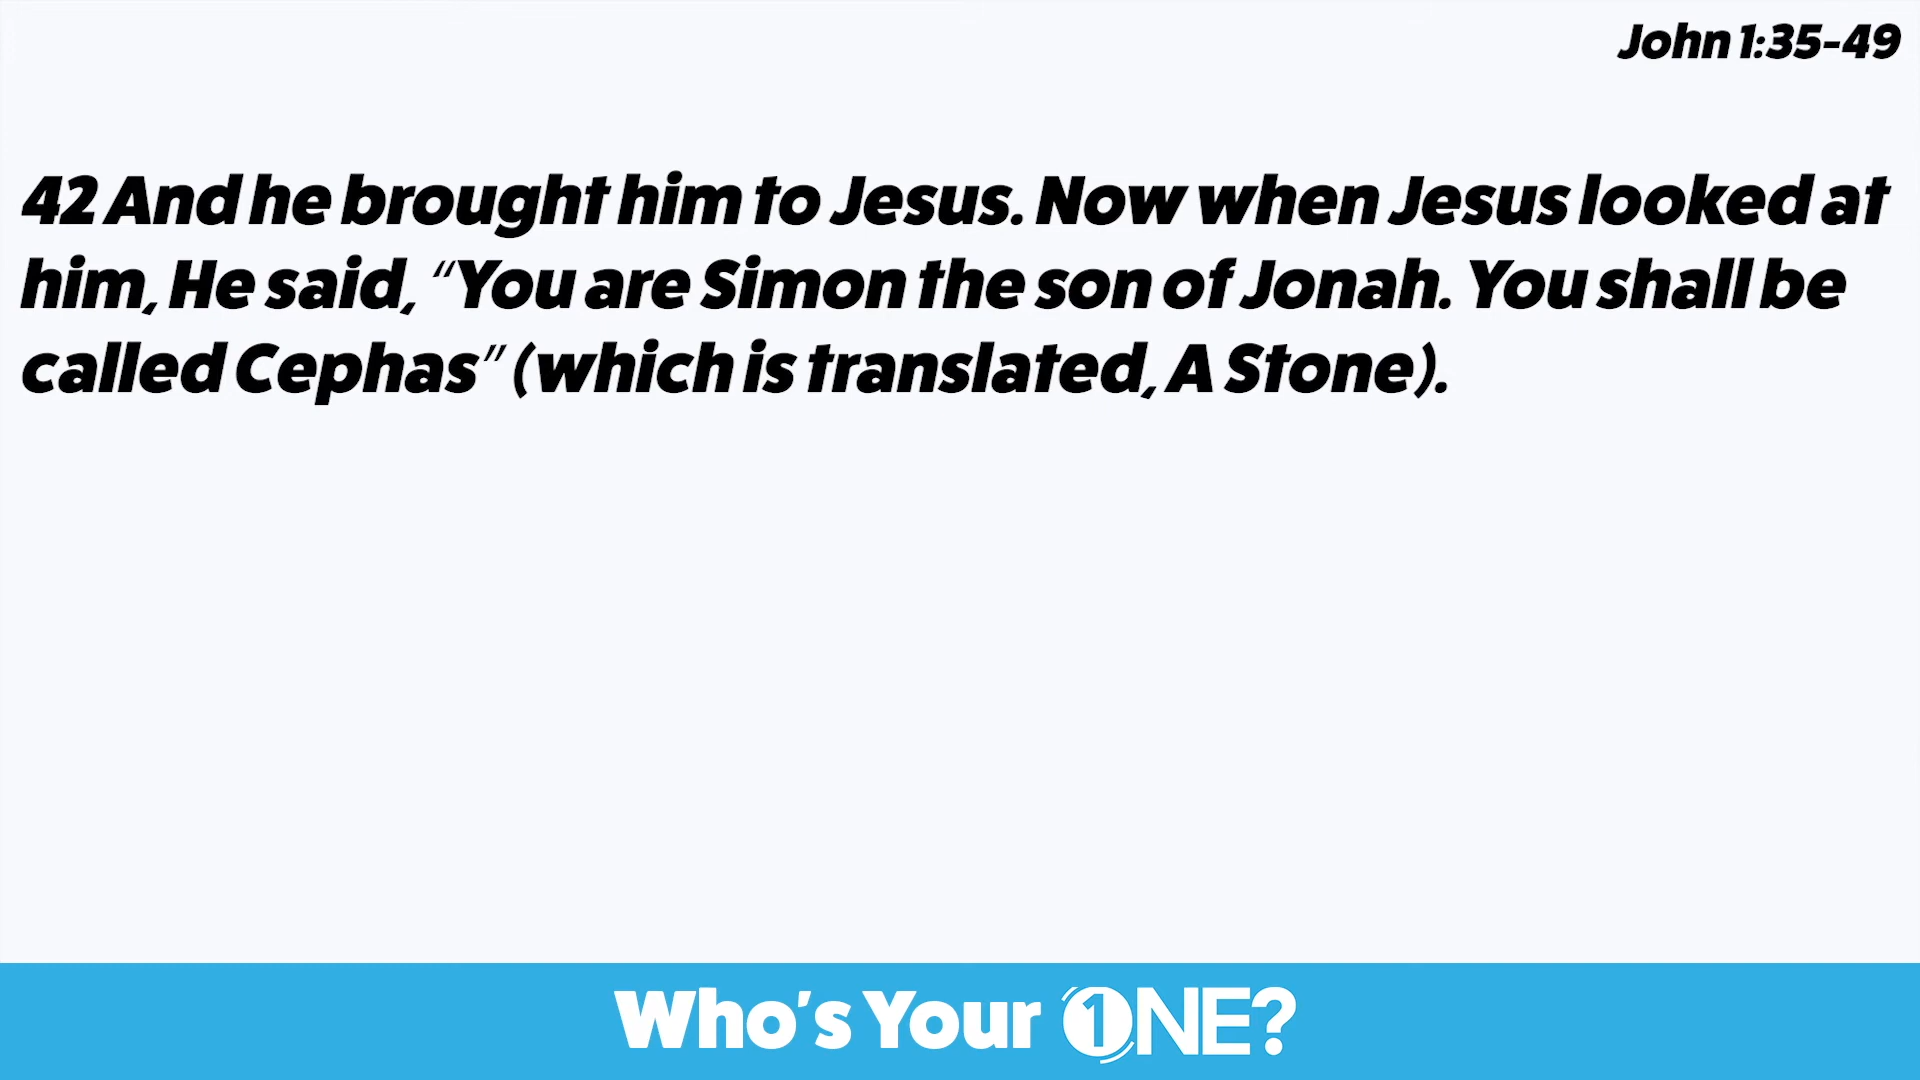 John 1:35-49
42 And he brought him to Jesus. Now when Jesus looked at
him, He said, “You are Simon the son of Jonah. You shall be
called Cephas” (which is translated, A Stone).
Who's Your 1NE?